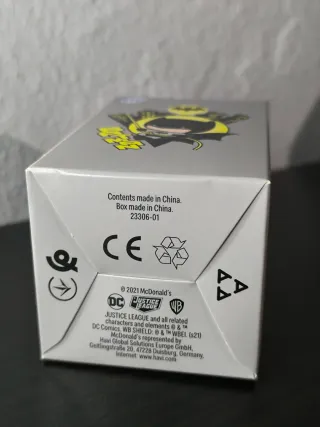 Contents made in China.
Box made in China.
23306-01
CE
© 2021 McDonald's
DC
JUSTICE LEAGUE
WB
JUSTICE LEAGUE and all related
characters and elements © & ™
DC Comics. WB SHIELD: ® & ™ WBEI. (s21)
McDonald's represented by
Havi Global Solutions Europe GmbH,
Geitlingstraße 20, 47228 Duisburg, Germany,
Internet www.havi.com